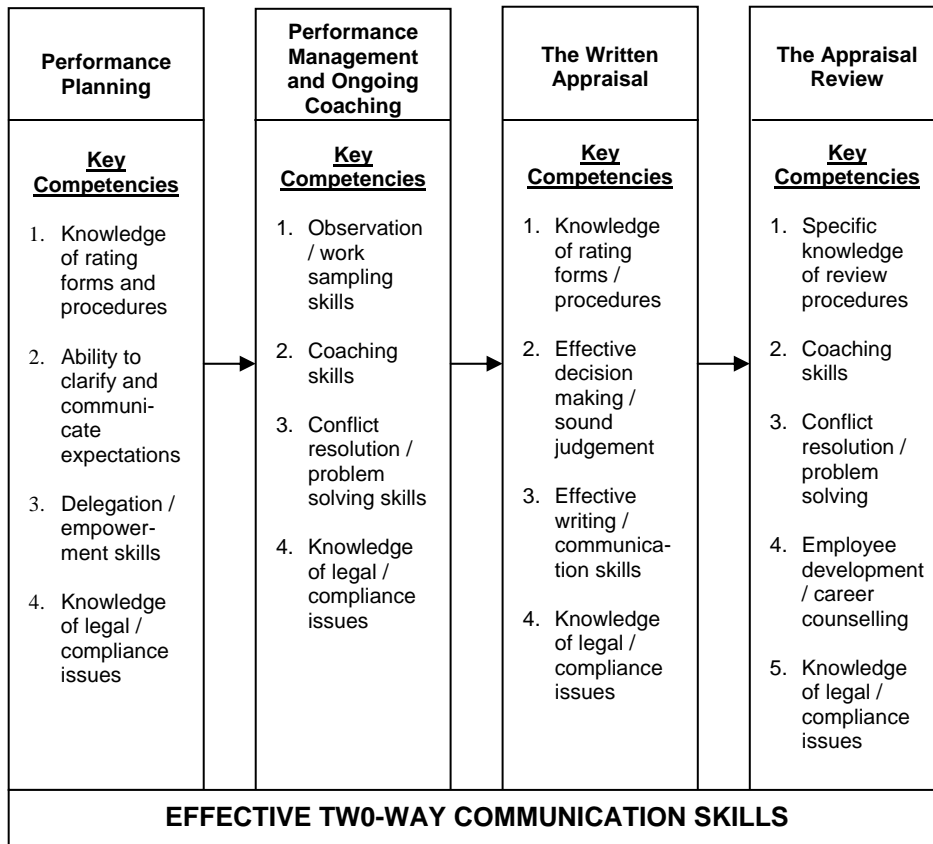 Performance
Planning
Key
Competencies
1. Knowledge
of rating
forms and
procedures
2. Ability to
clarify and
communi-
cate
expectations
3. Delegation /
empower-
ment skills
4. Knowledge
of legal /
compliance
issues
Performance
Management
and Ongoing
Coaching
Key
Competencies
1. Observation
/ work
sampling
skills
2. Coaching
skills
3. Conflict
resolution /
problem
solving skills
4. Knowledge
of legal /
compliance
issues
The Written
Appraisal
Key
Competencies
1. Knowledge
of rating
forms /
procedures
2. Effective
decision
making /
sound
judgement
3. Effective
writing /
communica-
tion skills
4. Knowledge
of legal /
compliance
issues
The Appraisal
Review
Key
Competencies
1. Specific
knowledge
of review
procedures
2. Coaching
skills
3. Conflict
resolution /
problem
solving
4. Employee
development
/ career
counselling
5. Knowledge
of legal /
compliance
issues
EFFECTIVE TW0-WAY COMMUNICATION SKILLS